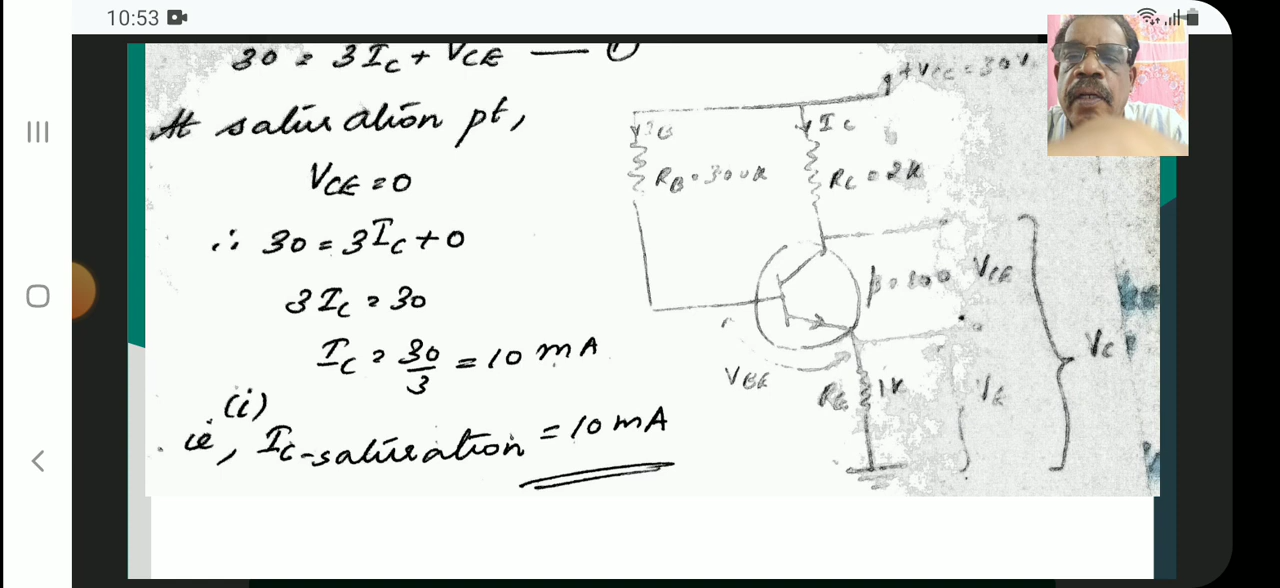 10:53
30 = 3IC + VCE — ①
At saturation pt,
VCE = 0
∴ 30 = 3IC + 0
3IC = 30
IC = 30/3 = 10 mA
(i)
ie, IC-saturation = 10 mA
+VCC = 30V
IB
IC
RB = 300K
RC = 2K
β = 100
VCE
VC
VBE
RE
1K
VE